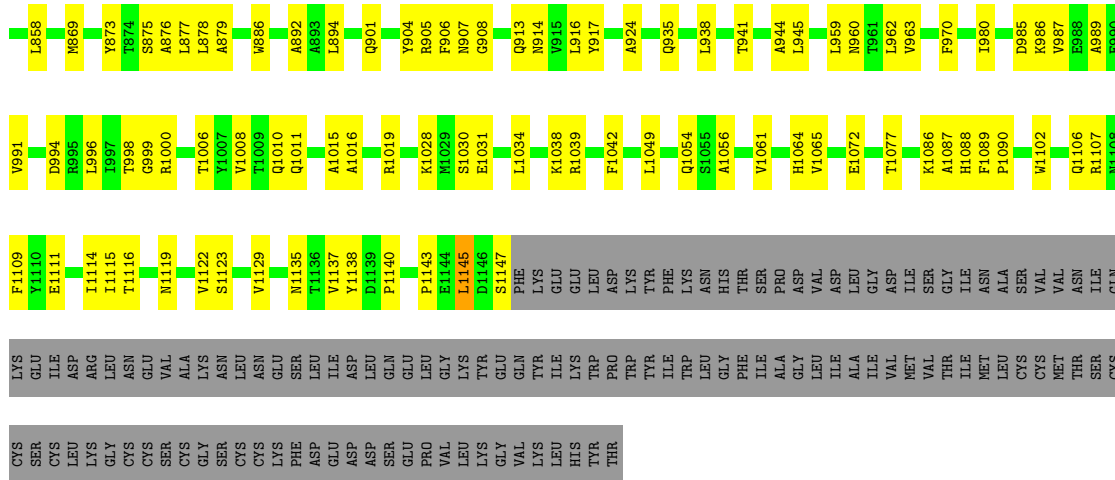 L858 M869 Y873 T874 S875 A876 L877 L878 A879 W886 A892 A893 L894 Q901 Y904 R905 F906 N907 G908 Q913 N914 V915 L916 Y917 A924 Q935 L938 T941 A944 L945 L959 N960 T961 L962 V963 F970 I980 D985 K986 V987 E988 A989 E990
V991 D994 R995 L996 I997 T998 G999 R1000 T1006 Y1007 V1008 T1009 Q1010 Q1011 A1015 A1016 R1019 K1028 M1029 S1030 E1031 L1034 K1038 R1039 F1042 L1049 Q1054 S1055 A1056 V1061 H1064 V1065 E1072 T1077 K1086 A1087 H1088 F1089 P1090 W1102 Q1106 R1107 N1108
F1109 Y1110 E1111 I1114 I1115 T1116 N1119 V1122 S1123 V1129 N1135 T1136 V1137 Y1138 D1139 P1140 P1143 E1144 L1145 D1146 S1147 PHE LYS GLU GLU LEU ASP LYS TYR PHE LYS ASN HIS THR SER PRO ASP VAL ASP LEU GLY ASP ILE SER GLY ILE ASN ALA SER VAL VAL ASN ILE GLN
LYS GLU ILE ASP ARG LEU ASN GLU VAL ALA LYS ASN LEU ASN GLU SER LEU ILE ASP LEU GLN GLU LEU GLY LYS TYR GLU GLN TYR ILE LYS TRP PRO TRP TYR ILE TRP LEU GLY PHE ILE ALA GLY LEU ILE ALA ILE VAL MET VAL THR ILE MET LEU CYS CYS MET THR SER CYS
CYS SER CYS LEU LYS GLY CYS CYS SER CYS GLY SER CYS CYS LYS PHE ASP GLU ASP ASP SER GLU PRO VAL LEU LYS GLY VAL LYS LEU HIS TYR THR